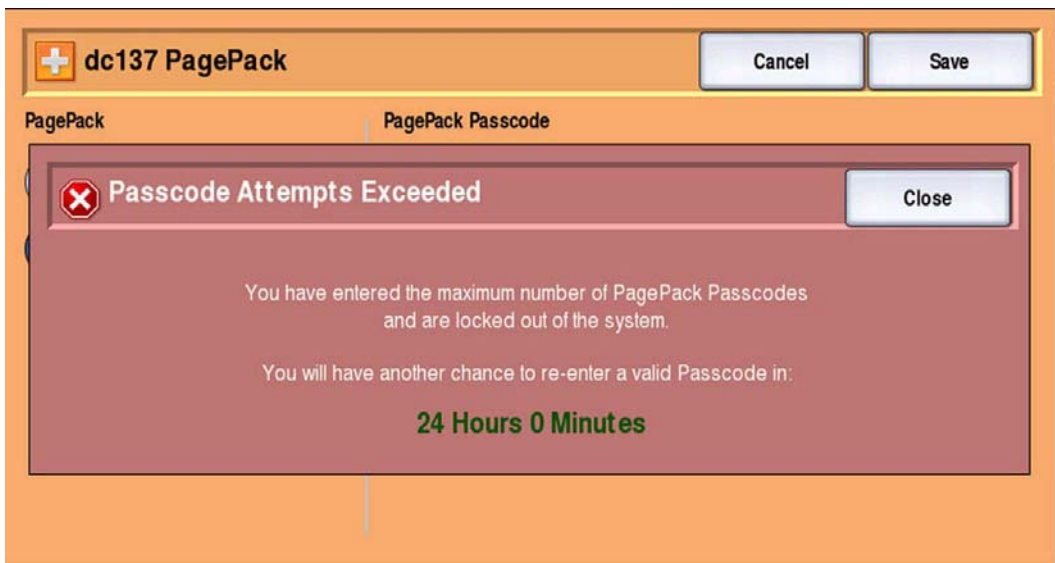 dc137 PagePack
Cancel
Save
PagePack
PagePack Passcode
Passcode Attempts Exceeded
Close
You have entered the maximum number of PagePack Passcodes
and are locked out of the system.
You will have another chance to re-enter a valid Passcode in:
24 Hours 0 Minutes